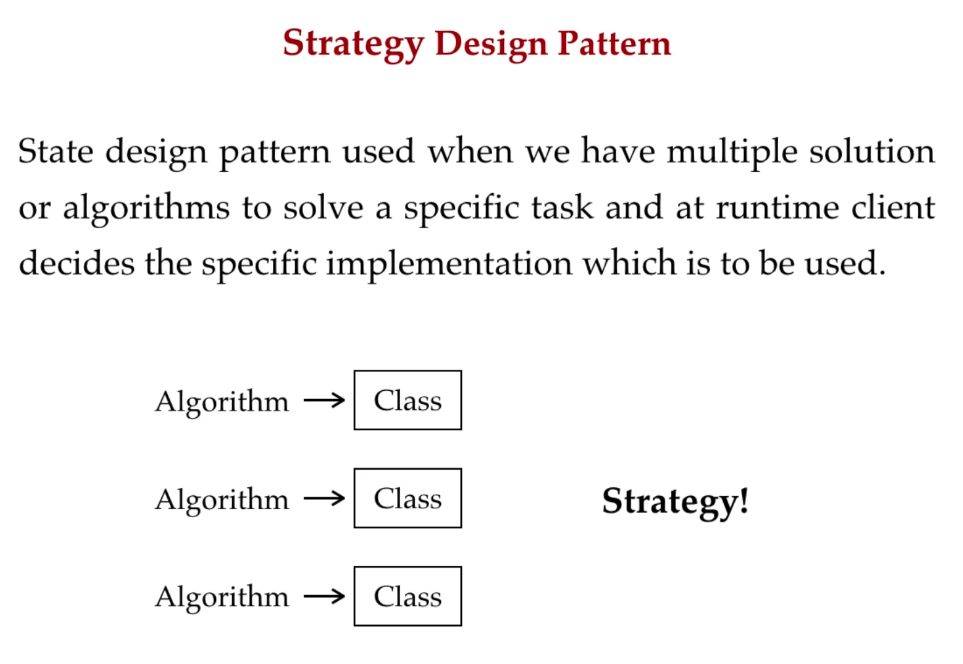 Strategy Design Pattern
State design pattern used when we have multiple solution
or algorithms to solve a specific task and at runtime client
decides the specific implementation which is to be used.
Algorithm → Class
Algorithm → Class
Strategy!
Algorithm → Class